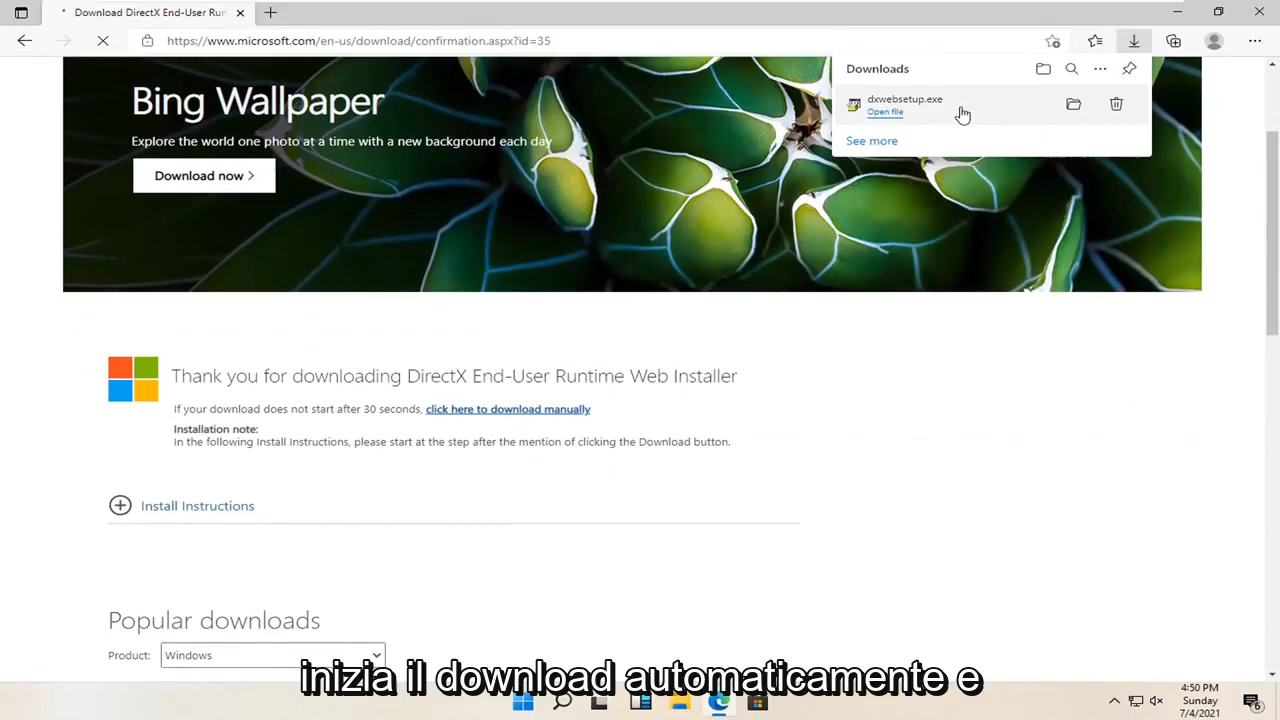 Download DirectX End-User Run
https://www.microsoft.com/en-us/download/confirmation.aspx?id=35
Downloads
dxwebsetup.exe
Open file
See more
Bing Wallpaper
Explore the world one photo at a time with a new background each day
Download now >
Thank you for downloading DirectX End-User Runtime Web Installer
If your download does not start after 30 seconds, click here to download manually
Installation note:
In the following Install Instructions, please start at the step after the mention of clicking the Download button.
Install Instructions
Popular downloads
Product: Windows
inizia il download automaticamente e
4:50 PM
Sunday
7/4/2021
6